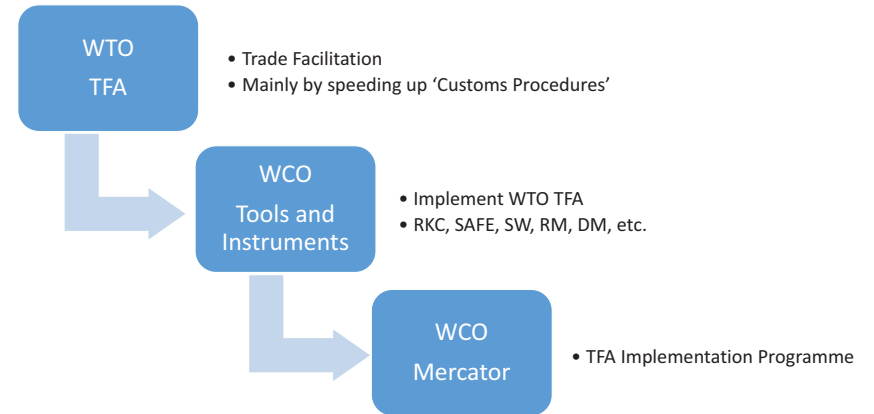 WTO
TFA
• Trade Facilitation
• Mainly by speeding up ‘Customs Procedures’
WCO
Tools and
Instruments
• Implement WTO TFA
• RKC, SAFE, SW, RM, DM, etc.
WCO
Mercator
• TFA Implementation Programme